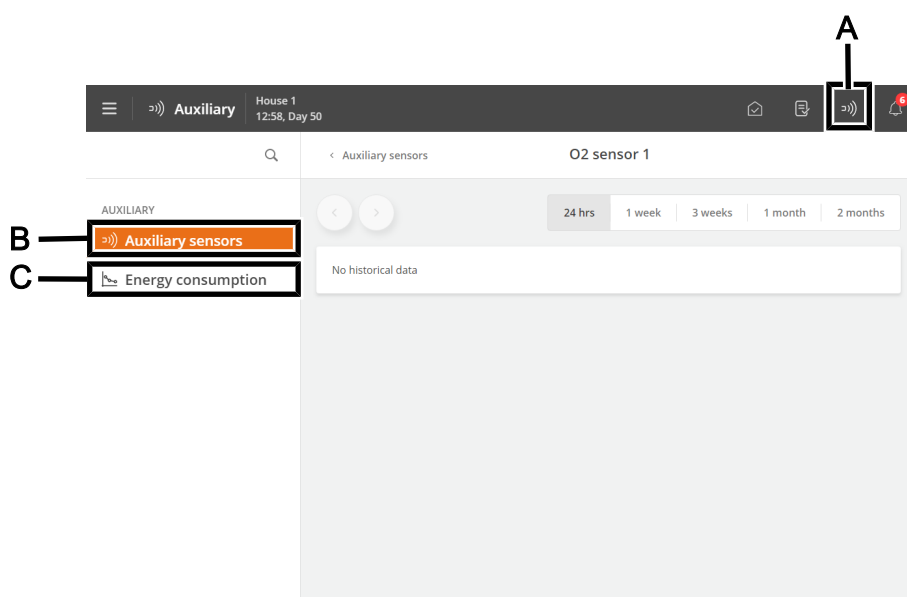 A
Auxiliary
House 1
12:58, Day 50
6
‹ Auxiliary sensors
O2 sensor 1
AUXILIARY
24 hrs 1 week 3 weeks 1 month 2 months
B
Auxiliary sensors
No historical data
C
Energy consumption